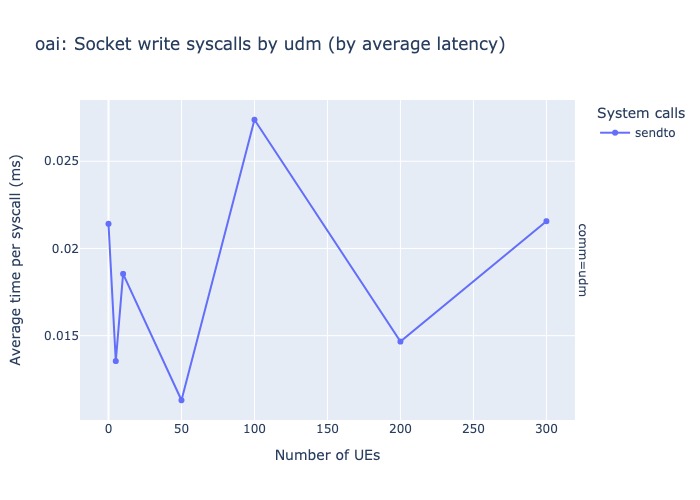 oai: Socket write syscalls by udm (by average latency)
System calls
sendto
Average time per syscall (ms)
0.025
0.02
0.015
comm=udm
0 50 100 150 200 250 300
Number of UEs